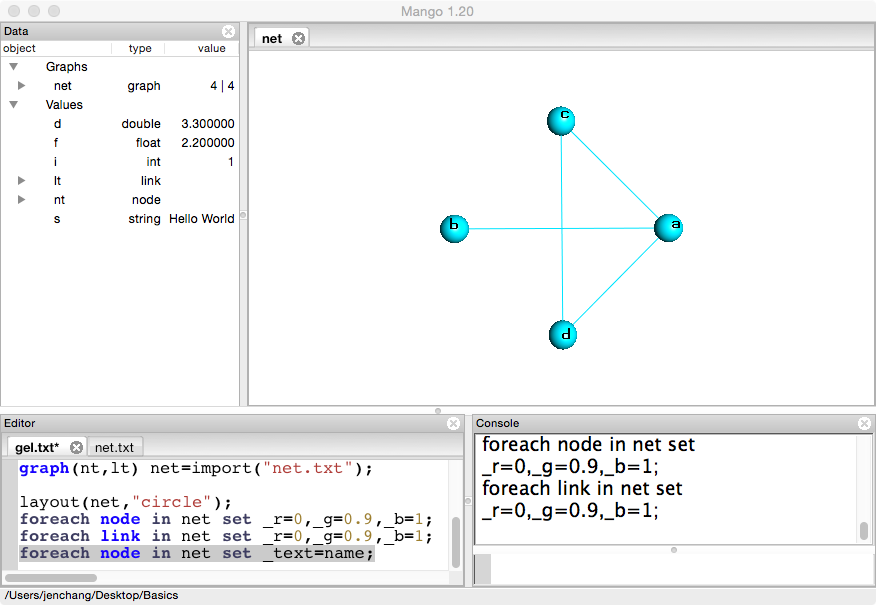 Mango 1.20
Data
object type value
Graphs
net graph 4 | 4
Values
d double 3.300000
f float 2.200000
i int 1
lt link
nt node
s string Hello World
net
c
b
a
d
Editor
gel.txt* net.txt
graph(nt,lt) net=import("net.txt");
layout(net,"circle");
foreach node in net set _r=0,_g=0.9,_b=1;
foreach link in net set _r=0,_g=0.9,_b=1;
foreach node in net set _text=name;
Console
foreach node in net set
_r=0,_g=0.9,_b=1;
foreach link in net set
_r=0,_g=0.9,_b=1;
/Users/jenchang/Desktop/Basics